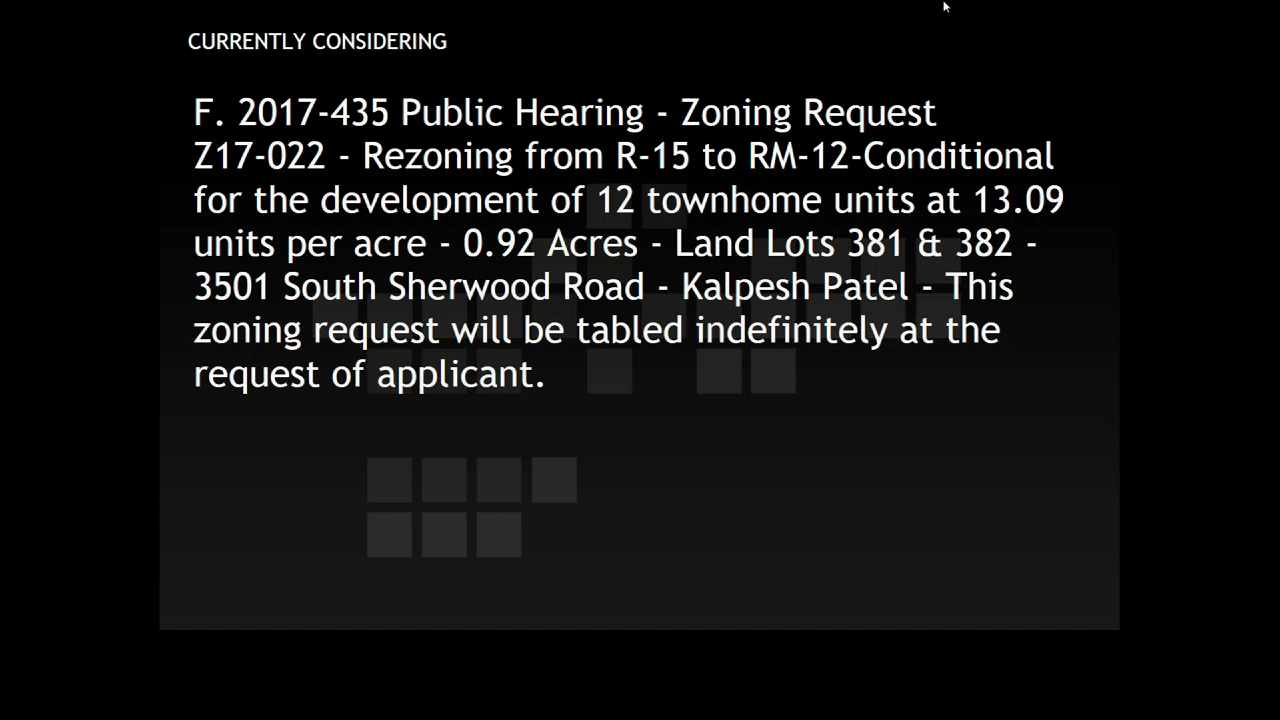 CURRENTLY CONSIDERING
F. 2017-435 Public Hearing - Zoning Request
Z17-022 - Rezoning from R-15 to RM-12-Conditional
for the development of 12 townhome units at 13.09
units per acre - 0.92 Acres - Land Lots 381 & 382 -
3501 South Sherwood Road - Kalpesh Patel - This
zoning request will be tabled indefinitely at the
request of applicant.